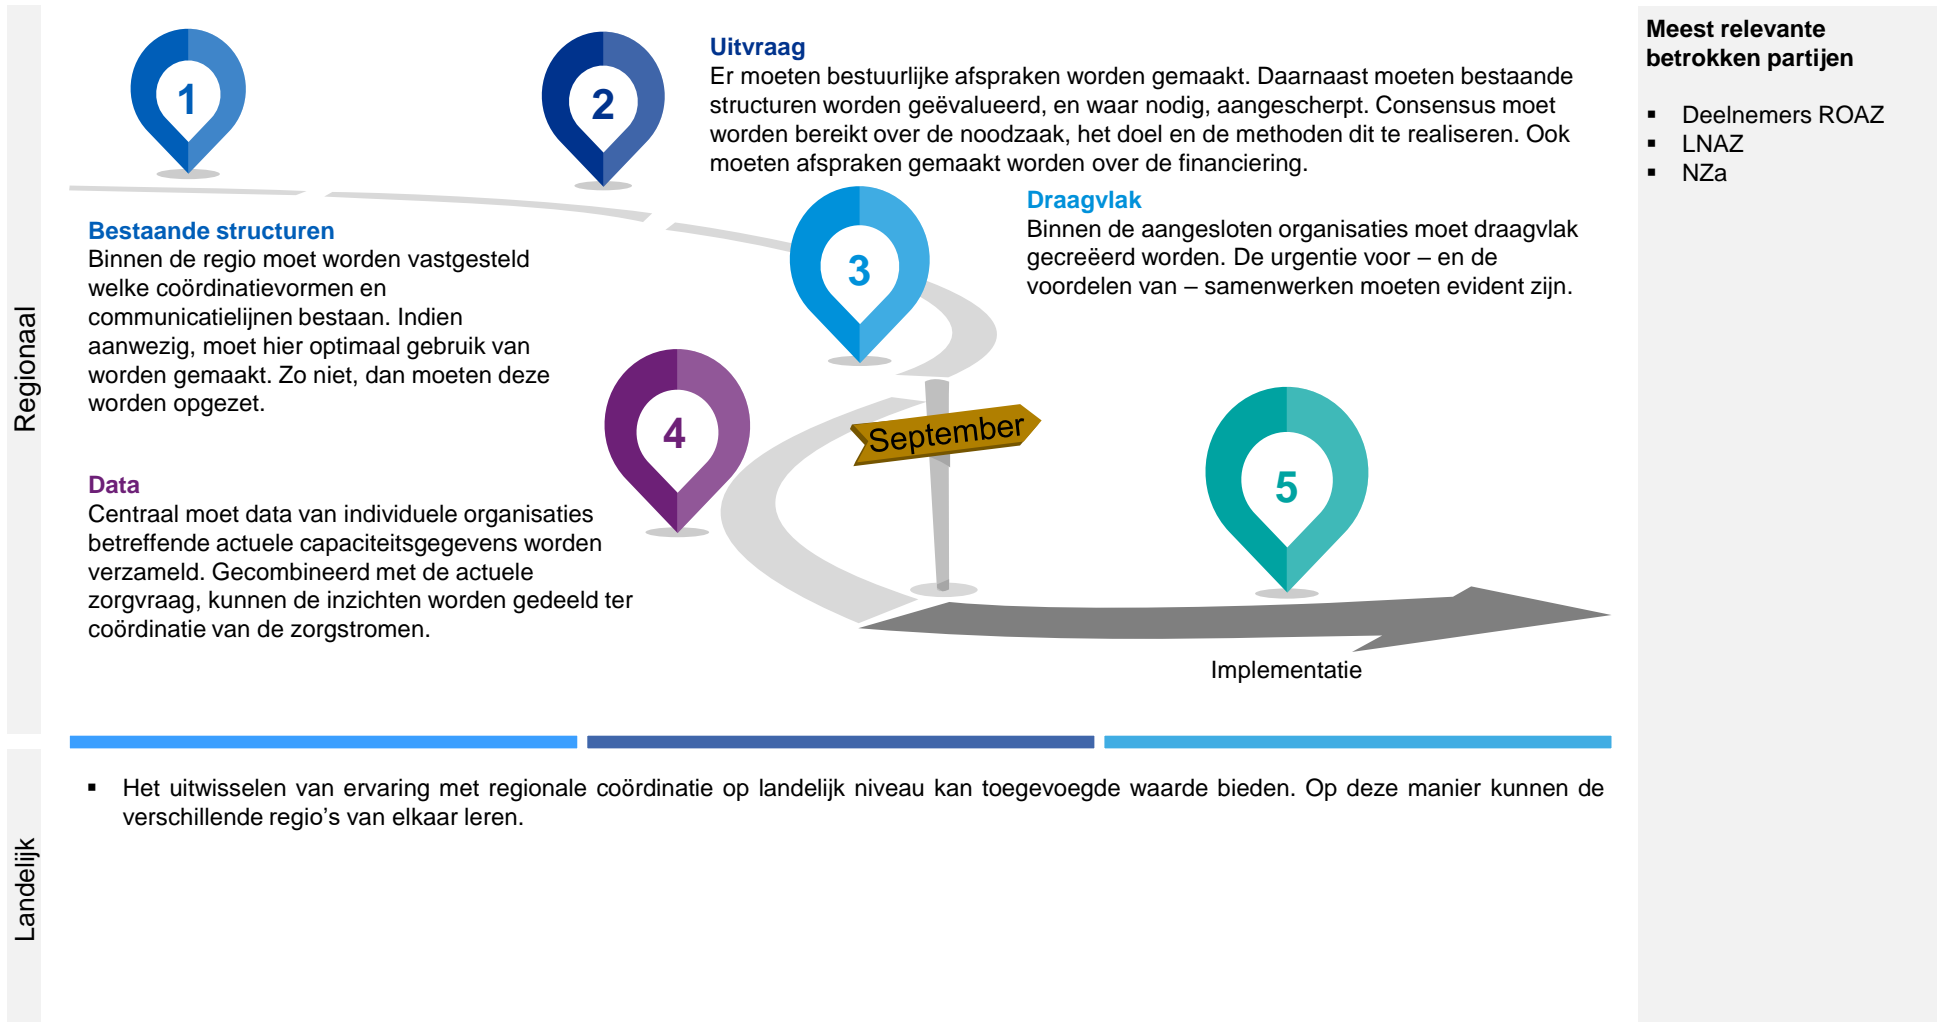 Regionaal
1
2
Uitvraag
Er moeten bestuurlijke afspraken worden gemaakt. Daarnaast moeten bestaande
structuren worden geëvalueerd, en waar nodig, aangescherpt. Consensus moet
worden bereikt over de noodzaak, het doel en de methoden dit te realiseren. Ook
moeten afspraken gemaakt worden over de financiering.
Bestaande structuren
Binnen de regio moet worden vastgesteld
welke coördinatievormen en
communicatielijnen bestaan. Indien
aanwezig, moet hier optimaal gebruik van
worden gemaakt. Zo niet, dan moeten deze
worden opgezet.
3
Draagvlak
Binnen de aangesloten organisaties moet draagvlak
gecreëerd worden. De urgentie voor – en de
voordelen van – samenwerken moeten evident zijn.
4
Data
Centraal moet data van individuele organisaties
betreffende actuele capaciteitsgegevens worden
verzameld. Gecombineerd met de actuele
zorgvraag, kunnen de inzichten worden gedeeld ter
coördinatie van de zorgstromen.
September
5
Implementatie
Landelijk
▪ Het uitwisselen van ervaring met regionale coördinatie op landelijk niveau kan toegevoegde waarde bieden. Op deze manier kunnen de
verschillende regio’s van elkaar leren.
Meest relevante
betrokken partijen
▪ Deelnemers ROAZ
▪ LNAZ
▪ NZa